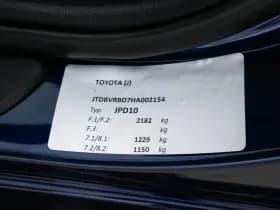 TOYOTA (J)
JTDBVRBD7HA002154
Typ: JPD10
F.1/F.2: 2182 kg
F.3: kg
7.1/8.1: 1229 kg
7.2/8.2: 1150 kg